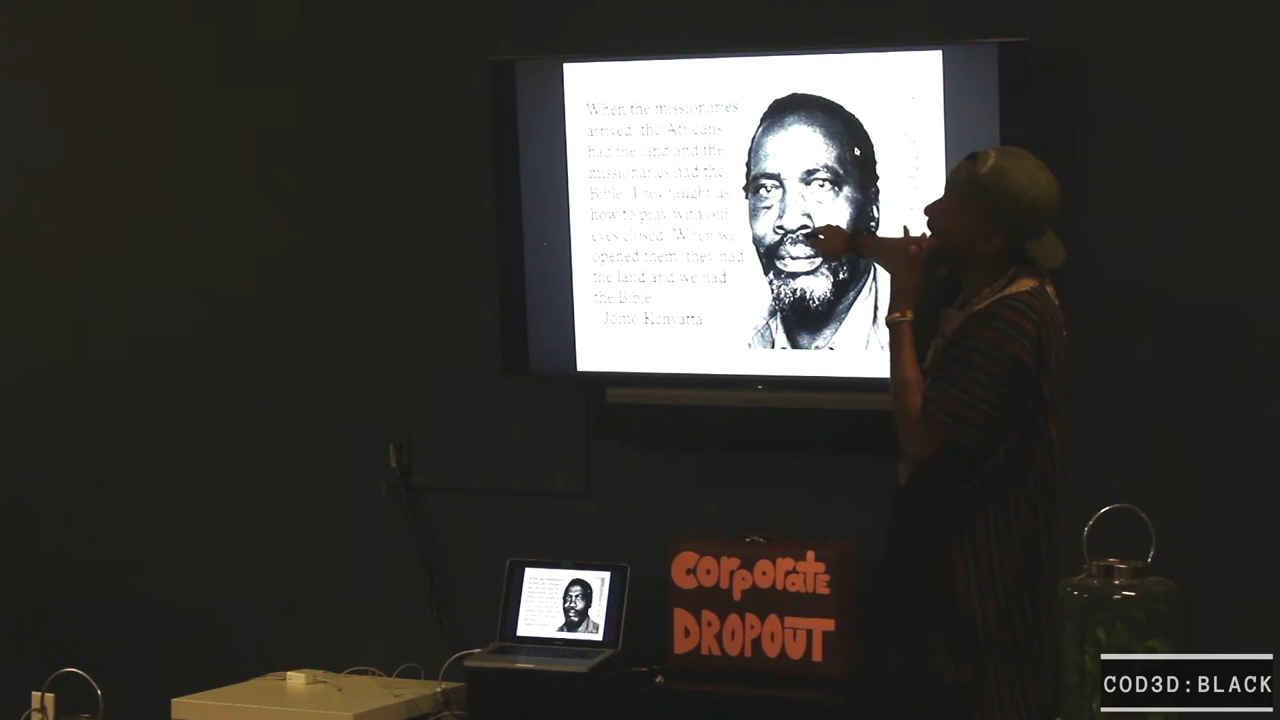 When the missionaries
arrived, the Africans
had the land and the
missionaries had the
Bible. They taught us
how to pray with our
eyes closed. When we
opened them, they had
the land and we had
the Bible
Jomo Kenyatta
corporate
DROPOUT
COD3D:BLACK